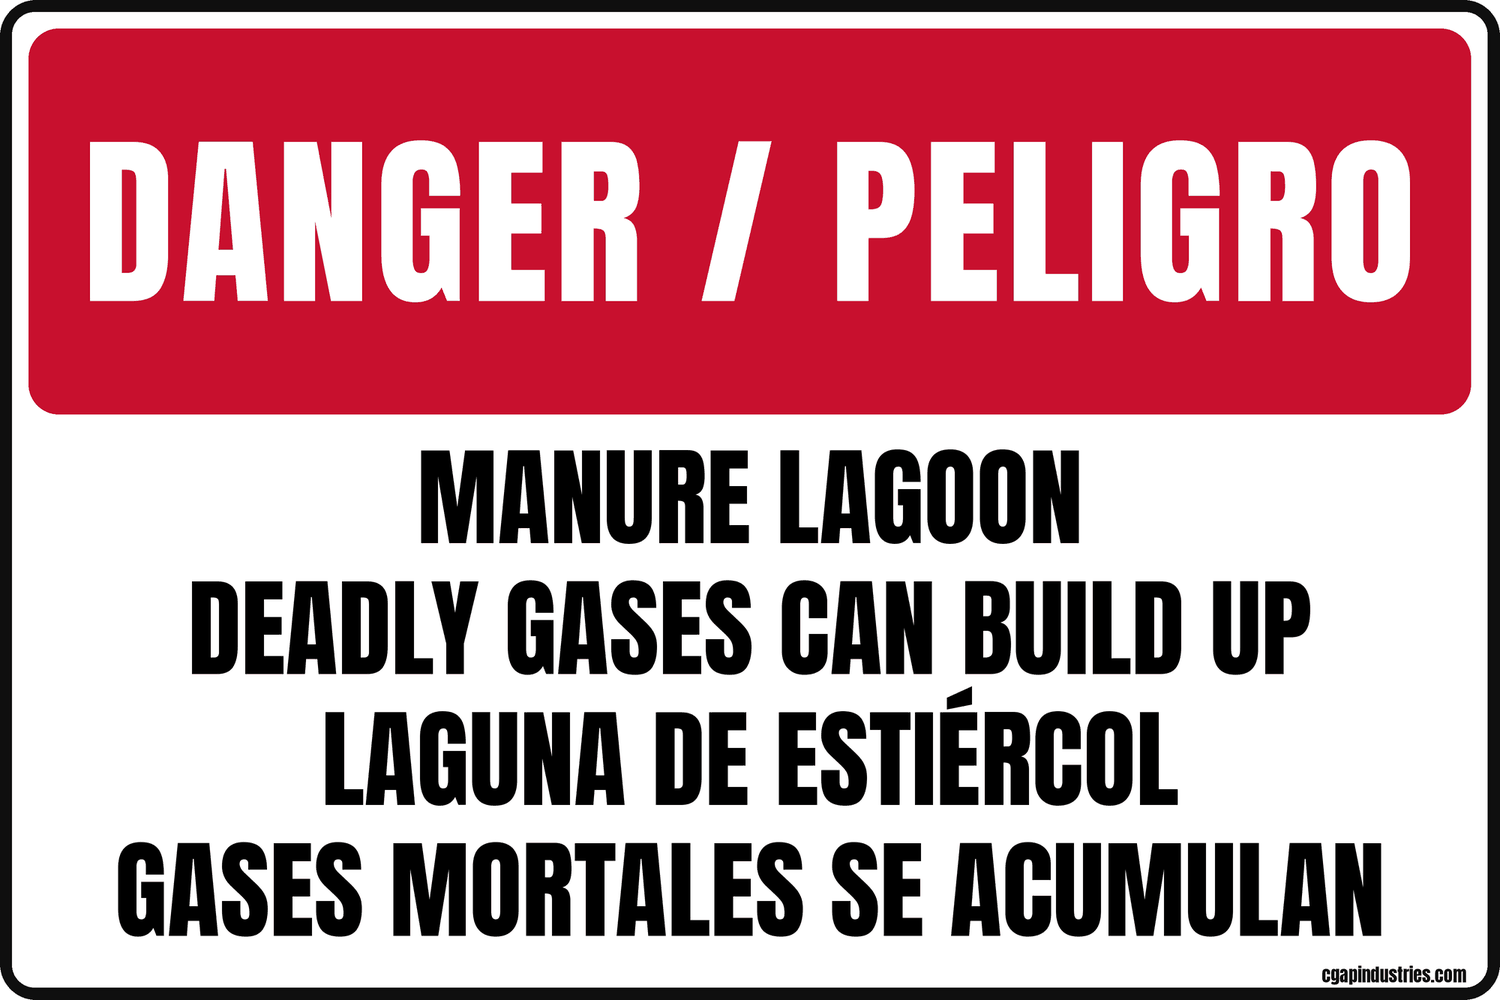 DANGER / PELIGRO
MANURE LAGOON
DEADLY GASES CAN BUILD UP
LAGUNA DE ESTIÉRCOL
GASES MORTALES SE ACUMULAN
cgapindustries.com